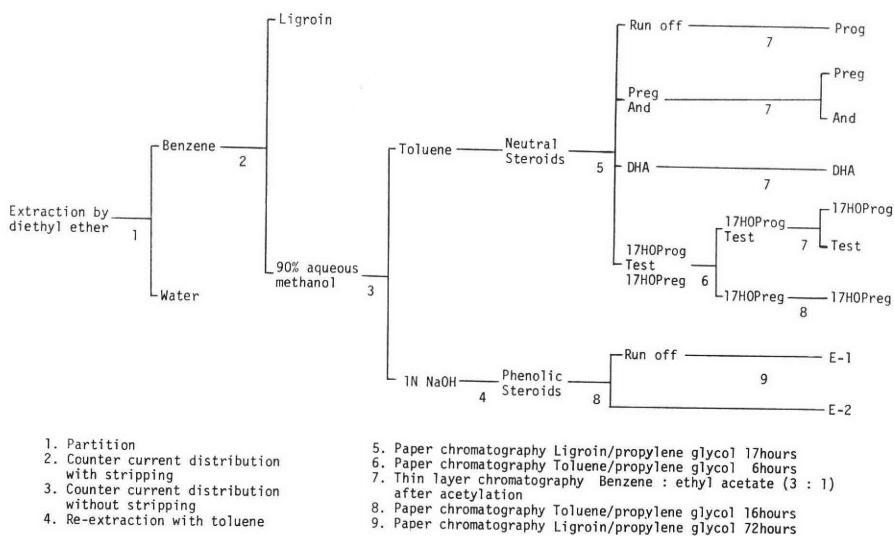 Ligroin
Run off
7
Prog
Preg
Preg
And
7
And
Benzene
2
Toluene
Neutral
Steroids
5
DHA
7
DHA
Extraction by
diethyl ether
1
17HOProg
Test
17HOPreg
6
17HOProg
Test
7
17HOProg
Test
90% aqueous
methanol
3
Water
17HOPreg
8
17HOPreg
1N NaOH
4
Phenolic
Steroids
8
Run off
9
E-1
E-2
1. Partition
2. Counter current distribution
with stripping
3. Counter current distribution
without stripping
4. Re-extraction with toluene
5. Paper chromatography Ligroin/propylene glycol 17hours
6. Paper chromatography Toluene/propylene glycol 6hours
7. Thin layer chromatography Benzene : ethyl acetate (3 : 1)
after acetylation
8. Paper chromatography Toluene/propylene glycol 16hours
9. Paper chromatography Ligroin/propylene glycol 72hours